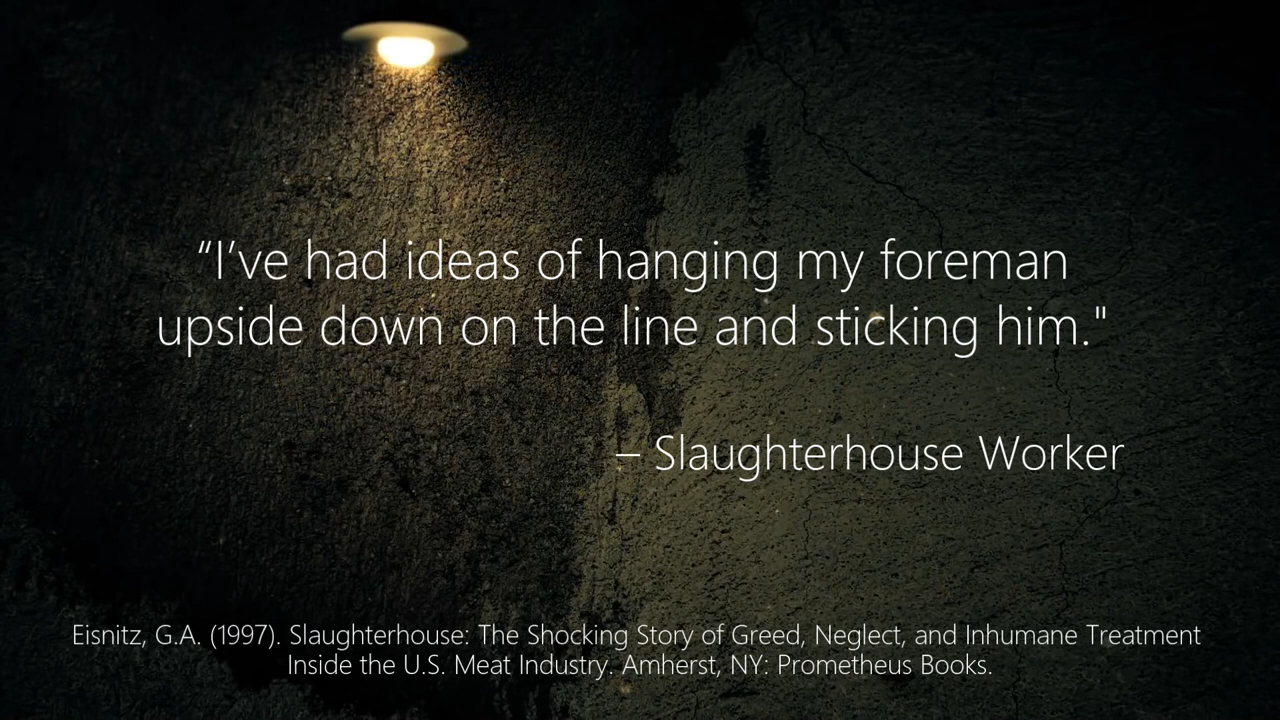 “I’ve had ideas of hanging my foreman
upside down on the line and sticking him."
– Slaughterhouse Worker
Eisnitz, G.A. (1997). Slaughterhouse: The Shocking Story of Greed, Neglect, and Inhumane Treatment
Inside the U.S. Meat Industry. Amherst, NY: Prometheus Books.